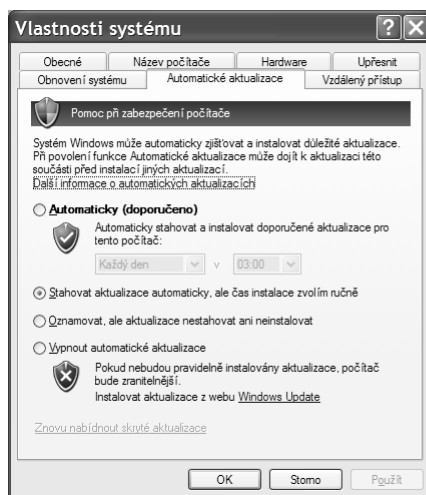 Vlastnosti systému
Obecné Název počítače Hardware Upřesnit
Obnovení systému Automatické aktualizace Vzdálený přístup
Pomoc při zabezpečení počítače
Systém Windows může automaticky zjišťovat a instalovat důležité aktualizace.
Při povolení funkce Automatické aktualizace může dojít k aktualizaci této
součásti před instalací jiných aktualizací.
Další informace o automatických aktualizacích
Automaticky (doporučeno)
Automaticky stahovat a instalovat doporučené aktualizace pro
tento počítač:
Každý den v 03:00
Stahovat aktualizace automaticky, ale čas instalace zvolím ručně
Oznamovat, ale aktualizace nestahovat ani neinstalovat
Vypnout automatické aktualizace
Pokud nebudou pravidelně instalovány aktualizace, počítač
bude zranitelnější.
Instalovat aktualizace z webu Windows Update
Znovu nabídnout skryté aktualizace
OK Storno Použít